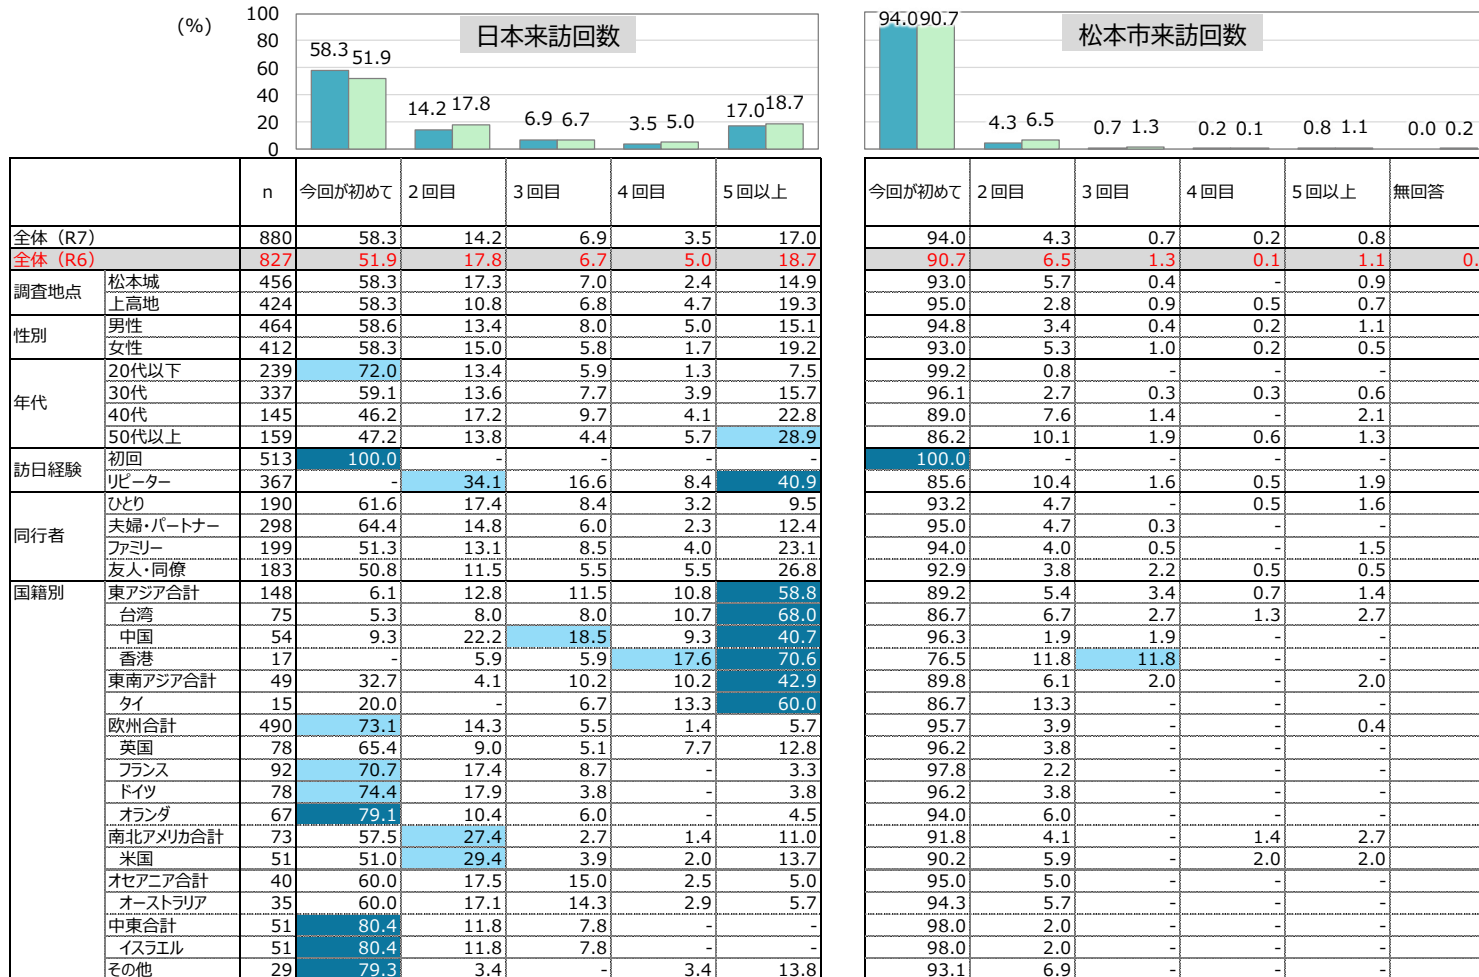 (%)
100
80
60
40
20
0
日本来訪回数
58.3 51.9
14.2 17.8
6.9 6.7
3.5 5.0
17.0 18.7
松本市来訪回数
94.0 90.7
4.3 6.5
0.7 1.3
0.2 0.1
0.8 1.1
0.0 0.2
n 今回が初めて 2回目 3回目 4回目 5回以上 今回が初めて 2回目 3回目 4回目 5回以上 無回答
全体（R7） 880 58.3 14.2 6.9 3.5 17.0 94.0 4.3 0.7 0.2 0.8
全体（R6） 827 51.9 17.8 6.7 5.0 18.7 90.7 6.5 1.3 0.1 1.1 0.
調査地点
松本城 456 58.3 17.3 7.0 2.4 14.9 93.0 5.7 0.4 - 0.9
上高地 424 58.3 10.8 6.8 4.7 19.3 95.0 2.8 0.9 0.5 0.7
性別
男性 464 58.6 13.4 8.0 5.0 15.1 94.8 3.4 0.4 0.2 1.1
女性 412 58.3 15.0 5.8 1.7 19.2 93.0 5.3 1.0 0.2 0.5
年代
20代以下 239 72.0 13.4 5.9 1.3 7.5 99.2 0.8 - - -
30代 337 59.1 13.6 7.7 3.9 15.7 96.1 2.7 0.3 0.3 0.6
40代 145 46.2 17.2 9.7 4.1 22.8 89.0 7.6 1.4 - 2.1
50代以上 159 47.2 13.8 4.4 5.7 28.9 86.2 10.1 1.9 0.6 1.3
訪日経験
初回 513 100.0 - - - - 100.0 - - - -
リピーター 367 - 34.1 16.6 8.4 40.9 85.6 10.4 1.6 0.5 1.9
同行者
ひとり 190 61.6 17.4 8.4 3.2 9.5 93.2 4.7 - 0.5 1.6
夫婦・パートナー 298 64.4 14.8 6.0 2.3 12.4 95.0 4.7 0.3 - -
ファミリー 199 51.3 13.1 8.5 4.0 23.1 94.0 4.0 0.5 - 1.5
友人・同僚 183 50.8 11.5 5.5 5.5 26.8 92.9 3.8 2.2 0.5 0.5
国籍別 東アジア合計 148 6.1 12.8 11.5 10.8 58.8 89.2 5.4 3.4 0.7 1.4
台湾 75 5.3 8.0 8.0 10.7 68.0 86.7 6.7 2.7 1.3 2.7
中国 54 9.3 22.2 18.5 9.3 40.7 96.3 1.9 1.9 - -
香港 17 - 5.9 5.9 17.6 70.6 76.5 11.8 11.8 - -
東南アジア合計 49 32.7 4.1 10.2 10.2 42.9 89.8 6.1 2.0 - 2.0
タイ 15 20.0 - 6.7 13.3 60.0 86.7 13.3 - - -
欧州合計 490 73.1 14.3 5.5 1.4 5.7 95.7 3.9 - - 0.4
英国 78 65.4 9.0 5.1 7.7 12.8 96.2 3.8 - - -
フランス 92 70.7 17.4 8.7 - 3.3 97.8 2.2 - - -
ドイツ 78 74.4 17.9 3.8 - 3.8 96.2 3.8 - - -
オランダ 67 79.1 10.4 6.0 - 4.5 94.0 6.0 - - -
南北アメリカ合計 73 57.5 27.4 2.7 1.4 11.0 91.8 4.1 - 1.4 2.7
米国 51 51.0 29.4 3.9 2.0 13.7 90.2 5.9 - 2.0 2.0
オセアニア合計 40 60.0 17.5 15.0 2.5 5.0 95.0 5.0 - - -
オーストラリア 35 60.0 17.1 14.3 2.9 5.7 94.3 5.7 - - -
中東合計 51 80.4 11.8 7.8 - - 98.0 2.0 - - -
イスラエル 51 80.4 11.8 7.8 - - 98.0 2.0 - - -
その他 29 79.3 3.4 - 3.4 13.8 93.1 6.9 - - -